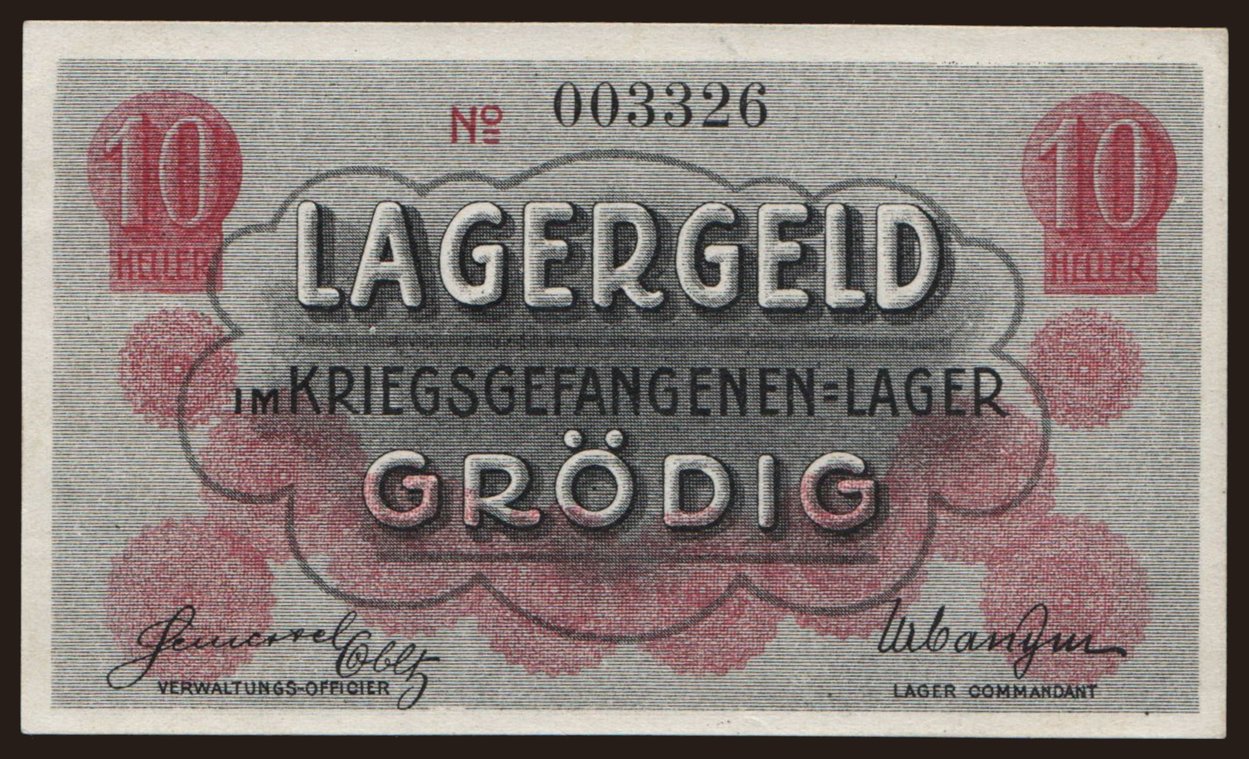 10 HELLER
Nº 003326
10 HELLER
LAGERGELD
IM KRIEGSGEFANGENEN=LAGER
GRÖDIG
VERWALTUNGS-OFFICIER
LAGER COMMANDANT